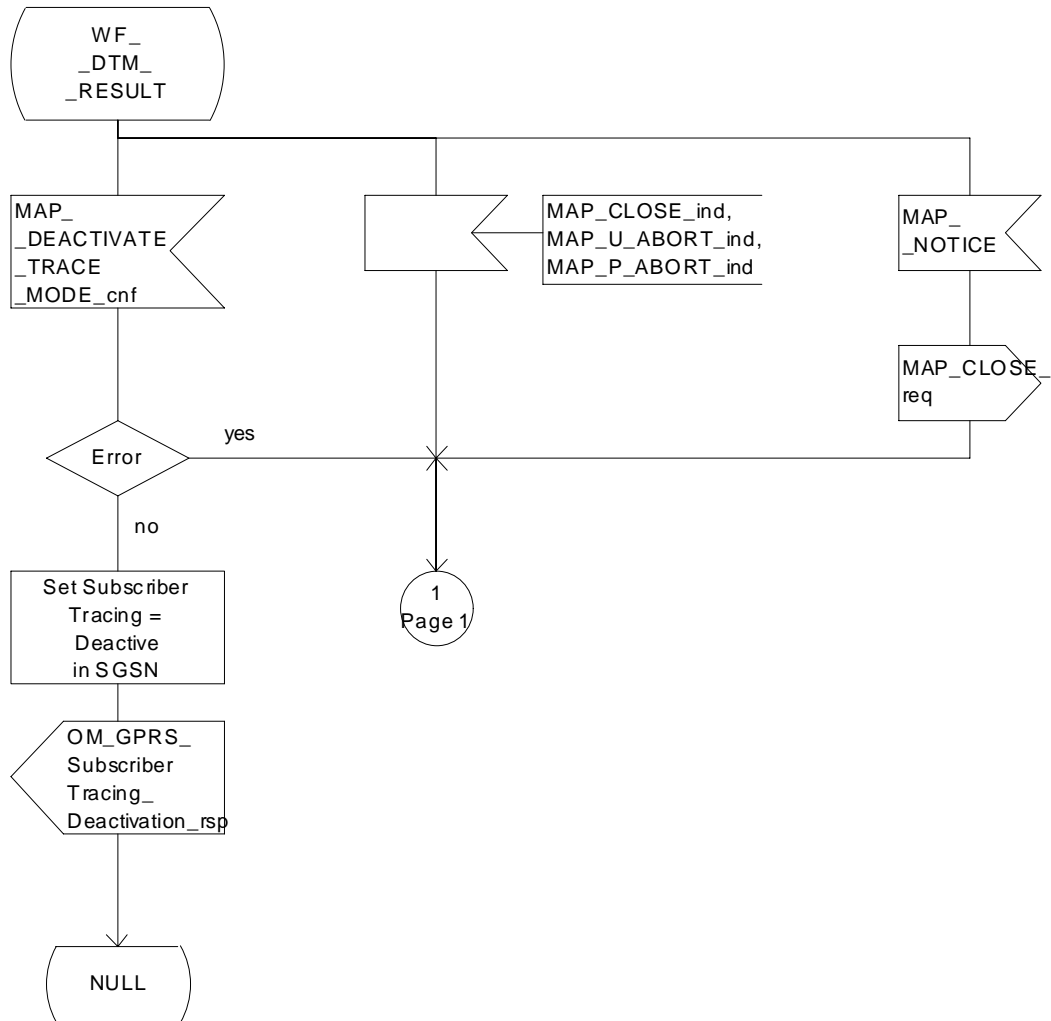 WF_
_DTM_
_RESULT
MAP_
_DEACTIVATE
_TRACE
_MODE_cnf
MAP_CLOSE_ind,
MAP_U_ABORT_ind,
MAP_P_ABORT_ind
MAP_
_NOTICE
MAP_CLOSE_
req
yes
Error
no
Set Subscriber
Tracing =
Deactive
in SGSN
1
Page 1
OM_GPRS_
Subscriber
Tracing_
Deactivation_rsp
NULL